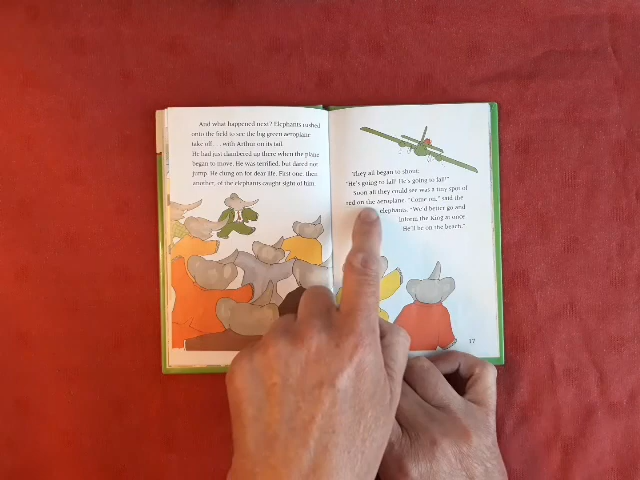 And what happened next? Elephants rushed
onto the field to see the big green aeroplane
take off . . . with Arthur on its tail.
He had just clambered up there when the plane
began to move. He was terrified, but dared not
jump. He clung on for dear life. First one, then
another, of the elephants caught sight of him.
They all began to shout,
"He's going to fall! He's going to fall!"
Soon all they could see was a tiny spot of
red on the aeroplane. "Come on," said the
elephants. "We'd better go and
inform the King at once
He'll be on the beach."
17